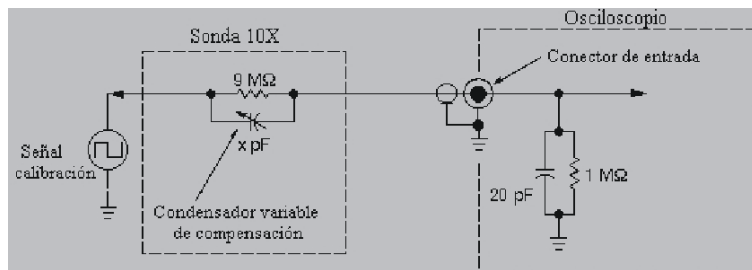 Osciloscopio
Sonda 10X
Conector de entrada
9 MΩ
x pF
Señal
calibración
Condensador variable
de compensación
20 pF
1 MΩ